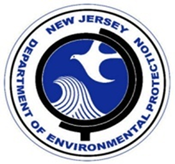 NEW JERSEY
DEPARTMENT OF ENVIRONMENTAL PROTECTION